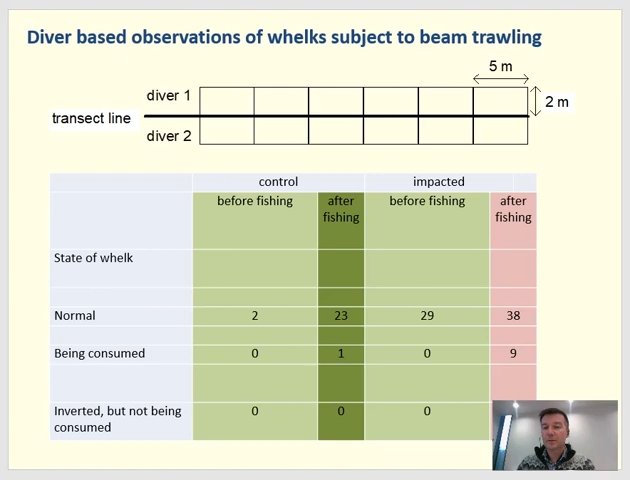 Diver based observations of whelks subject to beam trawling
5 m
diver 1
2 m
transect line
diver 2
control impacted
before fishing after fishing before fishing after fishing
State of whelk
Normal 2 23 29 38
Being consumed 0 1 0 9
Inverted, but not being consumed 0 0 0